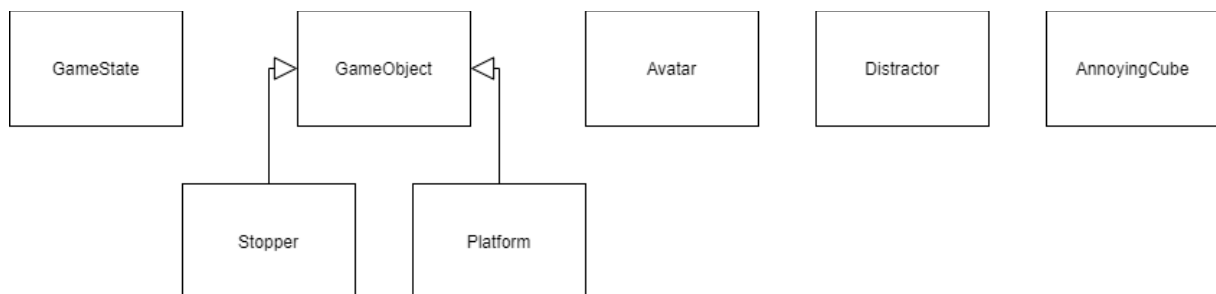 GameState
GameObject
Avatar
Distractor
AnnoyingCube
Stopper
Platform